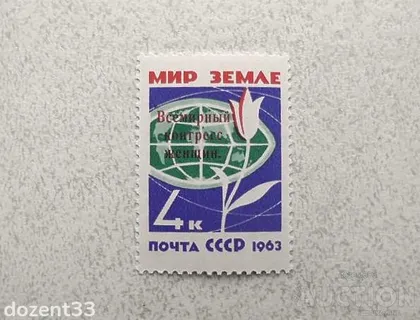 МИР ЗЕМЛЕ
Всемирный
конгресс
женщин.
4к
ПОЧТА СССР 1963
dozent33